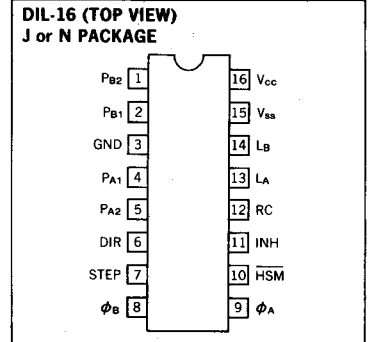 DIL-16 (TOP VIEW)
J or N PACKAGE
PB2 1 16 Vcc
PB1 2 15 Vss
GND 3 14 LB
PA1 4 13 LA
PA2 5 12 RC
DIR 6 11 INH
STEP 7 10 H̅S̅M̅
ϕB 8 9 ϕA